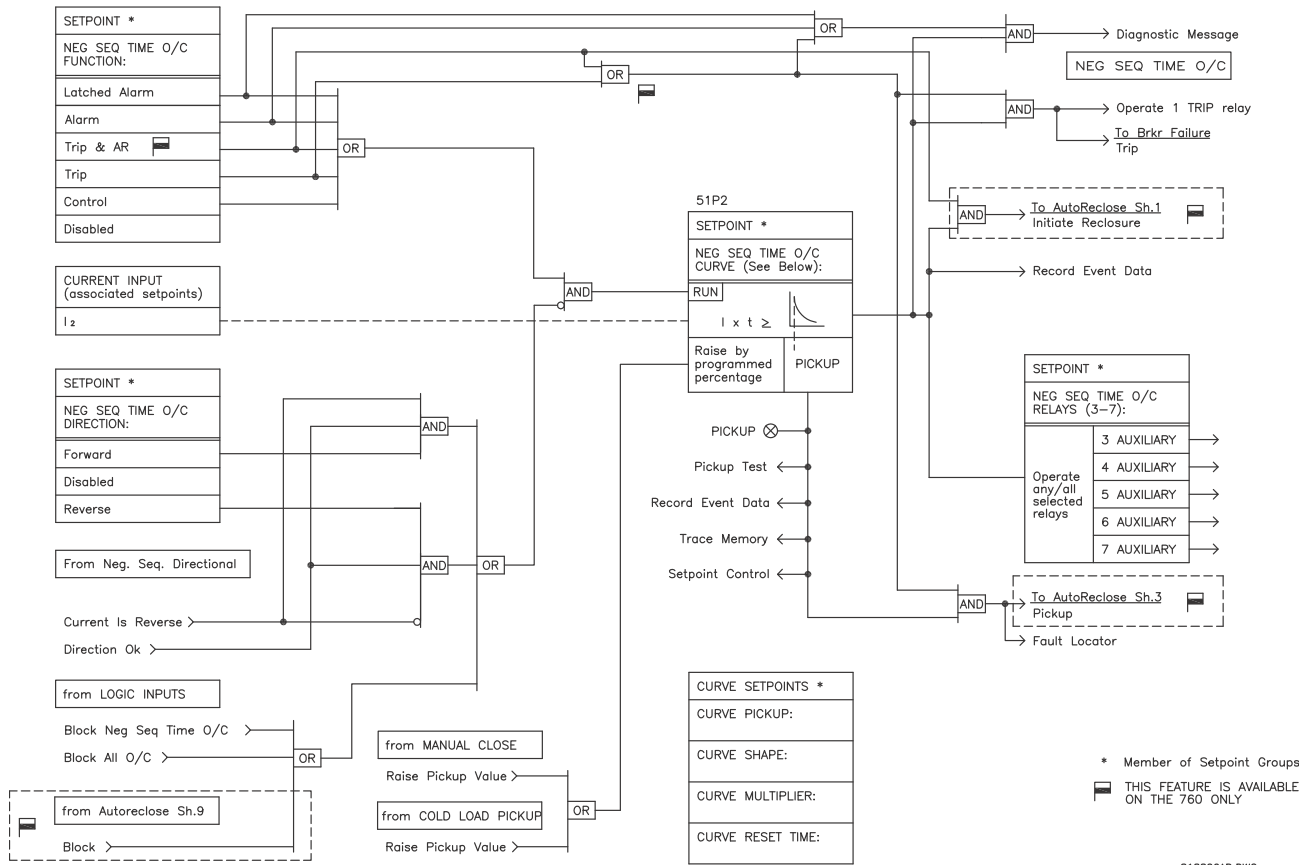 SETPOINT *
NEG SEQ TIME O/C
FUNCTION:
Latched Alarm
Alarm
Trip & AR
Trip
Control
Disabled
OR
CURRENT INPUT
(associated setpoints)
I 2
SETPOINT *
NEG SEQ TIME O/C
DIRECTION:
Forward
Disabled
Reverse
From Neg. Seq. Directional
Current Is Reverse
Direction Ok
AND
AND
OR
from LOGIC INPUTS
Block Neg Seq Time O/C
Block All O/C
from Autoreclose Sh.9
Block
OR
from MANUAL CLOSE
Raise Pickup Value
from COLD LOAD PICKUP
Raise Pickup Value
OR
AND
OR
OR
51P2
SETPOINT *
NEG SEQ TIME O/C
CURVE (See Below):
RUN
I x t ≥
Raise by
programmed
percentage
PICKUP
PICKUP
Pickup Test
Record Event Data
Trace Memory
Setpoint Control
CURVE SETPOINTS *
CURVE PICKUP:
CURVE SHAPE:
CURVE MULTIPLIER:
CURVE RESET TIME:
AND
Diagnostic Message
NEG SEQ TIME O/C
AND
Operate 1 TRIP relay
To Brkr Failure
Trip
AND
To AutoReclose Sh.1
Initiate Reclosure
Record Event Data
SETPOINT *
NEG SEQ TIME O/C
RELAYS (3-7):
Operate
any/all
selected
relays
3 AUXILIARY
4 AUXILIARY
5 AUXILIARY
6 AUXILIARY
7 AUXILIARY
AND
To AutoReclose Sh.3
Pickup
Fault Locator
* Member of Setpoint Groups
THIS FEATURE IS AVAILABLE
ON THE 760 ONLY